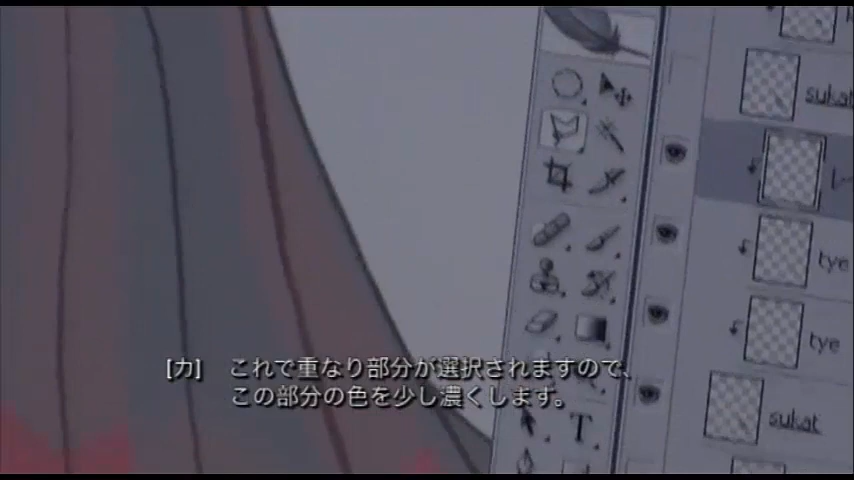 sukat
tye
tye
[カ] これで重なり部分が選択されますので、
この部分の色を少し濃くします。
sukat
T